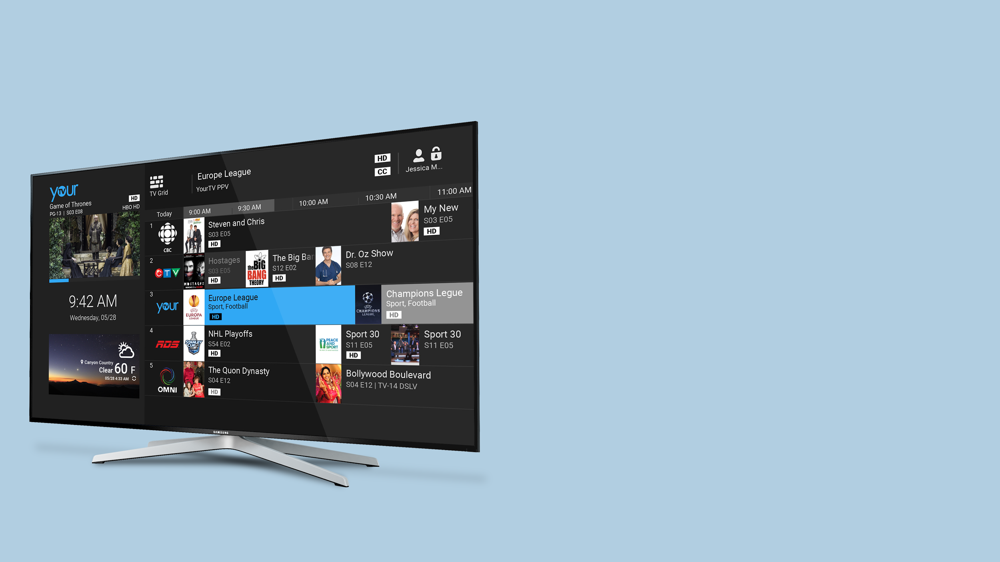 your
TV
Game of Thrones
HD
PG-13 | S03 E08
HBO HD
9:42 AM
Wednesday, 05/28
Canyon Country
Clear 60 F
05/28 4:33 AM
TV Grid
Europe League
YourTV PPV
HD
CC
Jessica M...
Today
9:00 AM
9:30 AM
10:00 AM
10:30 AM
11:00 AM
1
CBC
Steven and Chris
S03 E05
HD
My New
S03 E05
HD
2
CTV
HOSTAGES
Hostages
S03 E05
HD
the BIG
BANG
THEORY
The Big Bar
S12 E02
HD
Dr. Oz Show
S08 E12
3
your
TV
UEFA
EUROPA
LEAGUE
Europe League
Sport, Football
HD
UEFA
CHAMPIONS
LEAGUE
Champions Legue
Sport, Football
HD
4
RDS
STANLEY
CUP
NHL Playoffs
S54 E02
HD
PEACE
AND
SPORT
Sport 30
S11 E05
HD
Sport 30
S11 E05
5
OMNI
The Quon Dynasty
S04 E12
HD
Bollywood Boulevard
S04 E12 | TV-14 DSLV
SAMSUNG